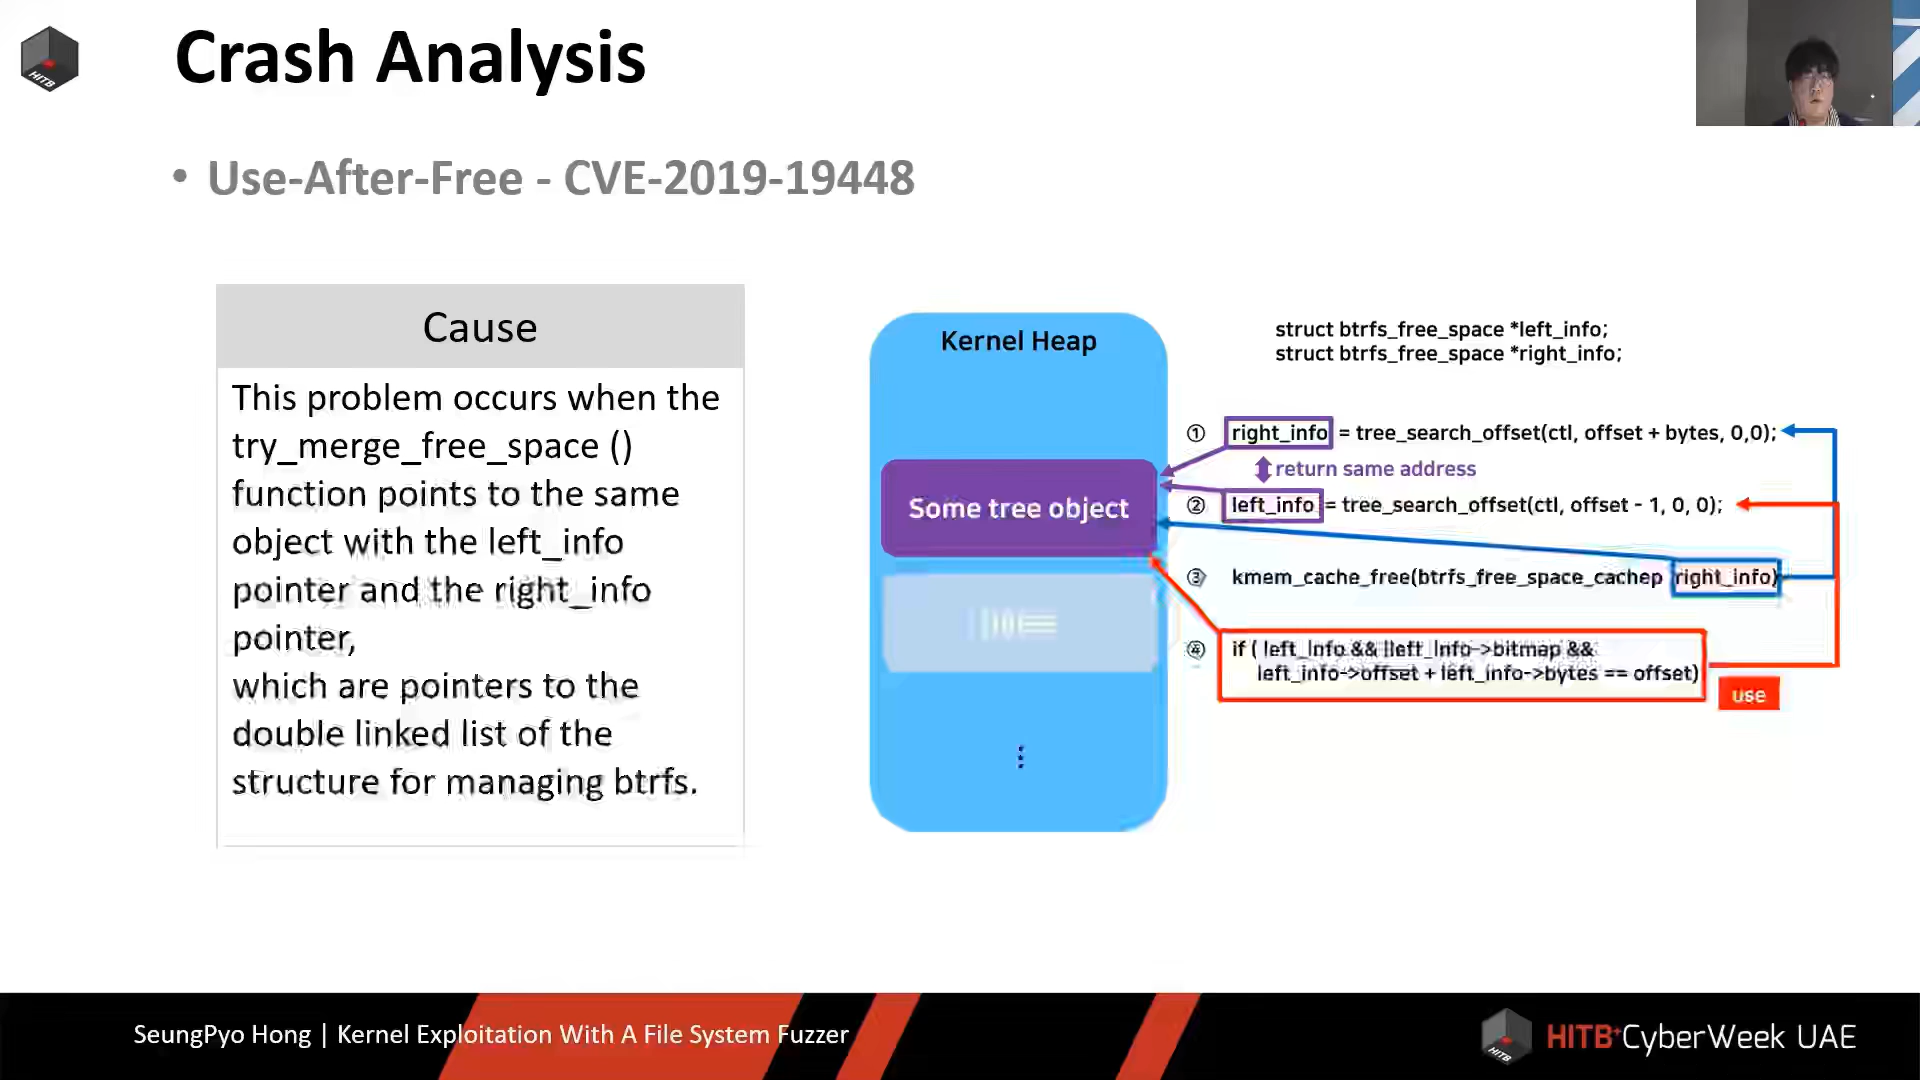 Crash Analysis
• Use-After-Free - CVE-2019-19448
Cause
This problem occurs when the
try_merge_free_space ()
function points to the same
object with the left_info
pointer and the right_info
pointer,
which are pointers to the
double linked list of the
structure for managing btrfs.
Kernel Heap
Some tree object
⋮
struct btrfs_free_space *left_info;
struct btrfs_free_space *right_info;
① right_info = tree_search_offset(ctl, offset + bytes, 0,0);
return same address
② left_info = tree_search_offset(ctl, offset - 1, 0, 0);
③ kmem_cache_free(btrfs_free_space_cachep right_info)
④ if ( left_info && !left_info->bitmap &&
left_info->offset + left_info->bytes == offset)
use
SeungPyo Hong | Kernel Exploitation With A File System Fuzzer
HITB+CyberWeek UAE
HITB
HITB